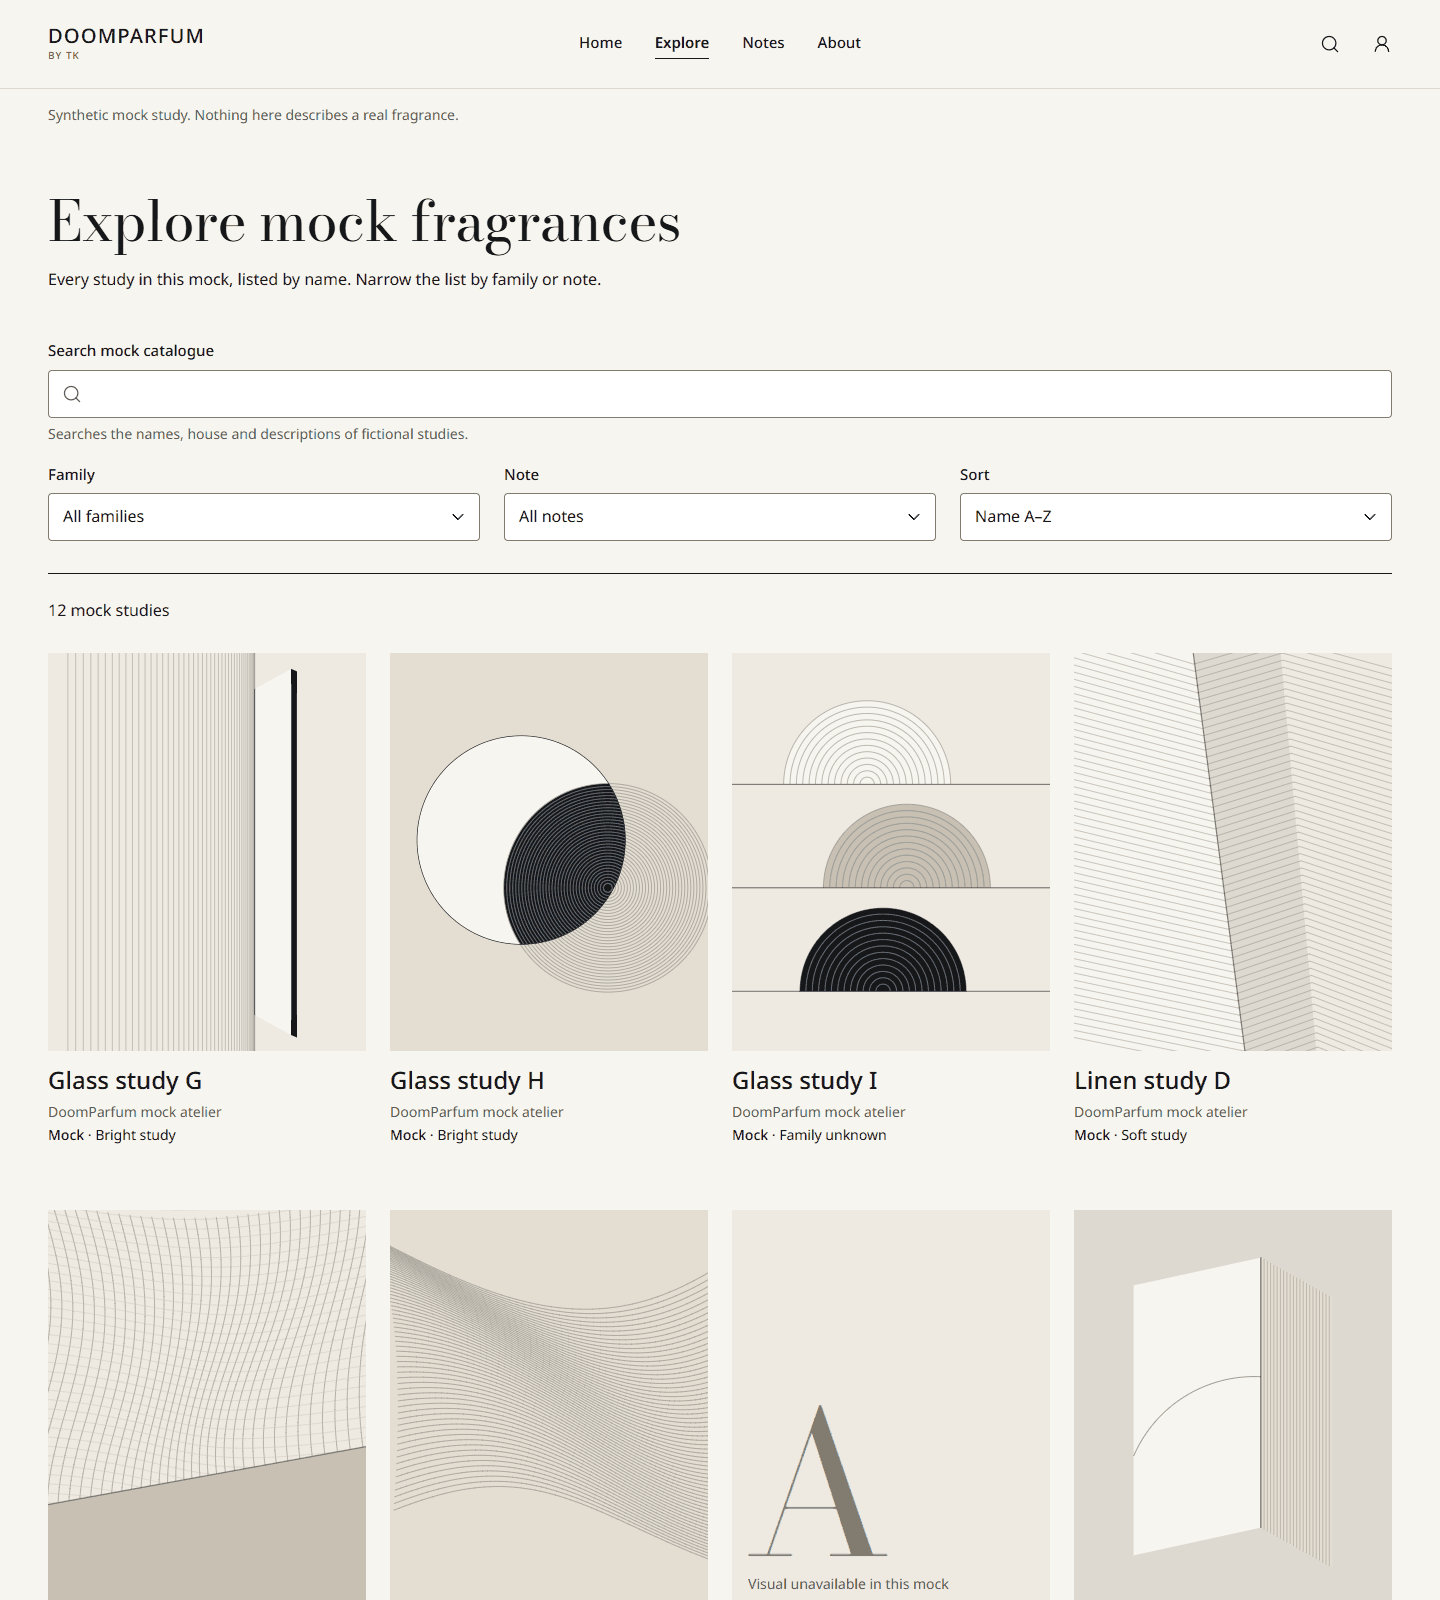 DOOMPARFUM
BY TK
Home Explore Notes About
Synthetic mock study. Nothing here describes a real fragrance.
Explore mock fragrances
Every study in this mock, listed by name. Narrow the list by family or note.
Search mock catalogue
Searches the names, house and descriptions of fictional studies.
Family Note Sort
All families All notes Name A–Z
12 mock studies
Glass study G Glass study H Glass study I Linen study D
DoomParfum mock atelier DoomParfum mock atelier DoomParfum mock atelier DoomParfum mock atelier
Mock · Bright study Mock · Bright study Mock · Family unknown Mock · Soft study
A
Visual unavailable in this mock